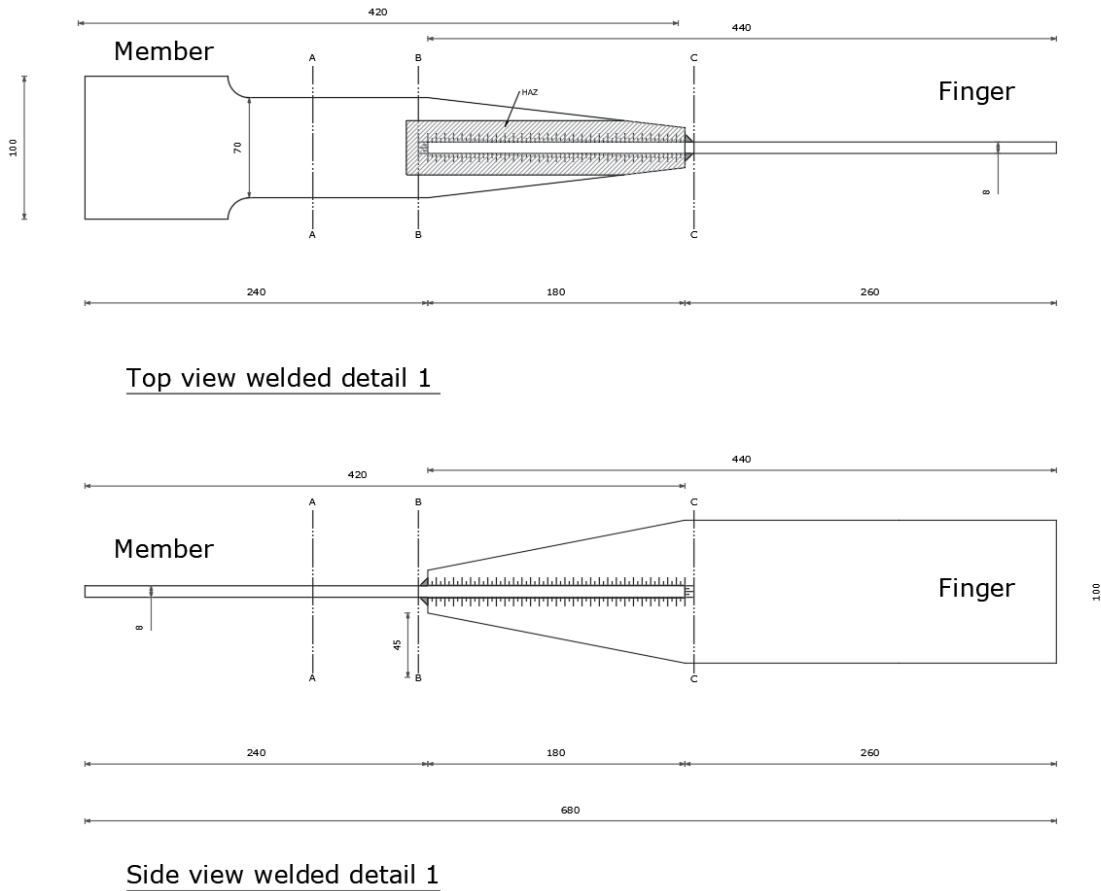 420
440
Member
A
B
C
HAZ
Finger
100
70
8
A
B
C
240
180
260
Top view welded detail 1
440
420
A
B
C
Member
Finger
100
8
45
A
B
C
240
180
260
680
Side view welded detail 1